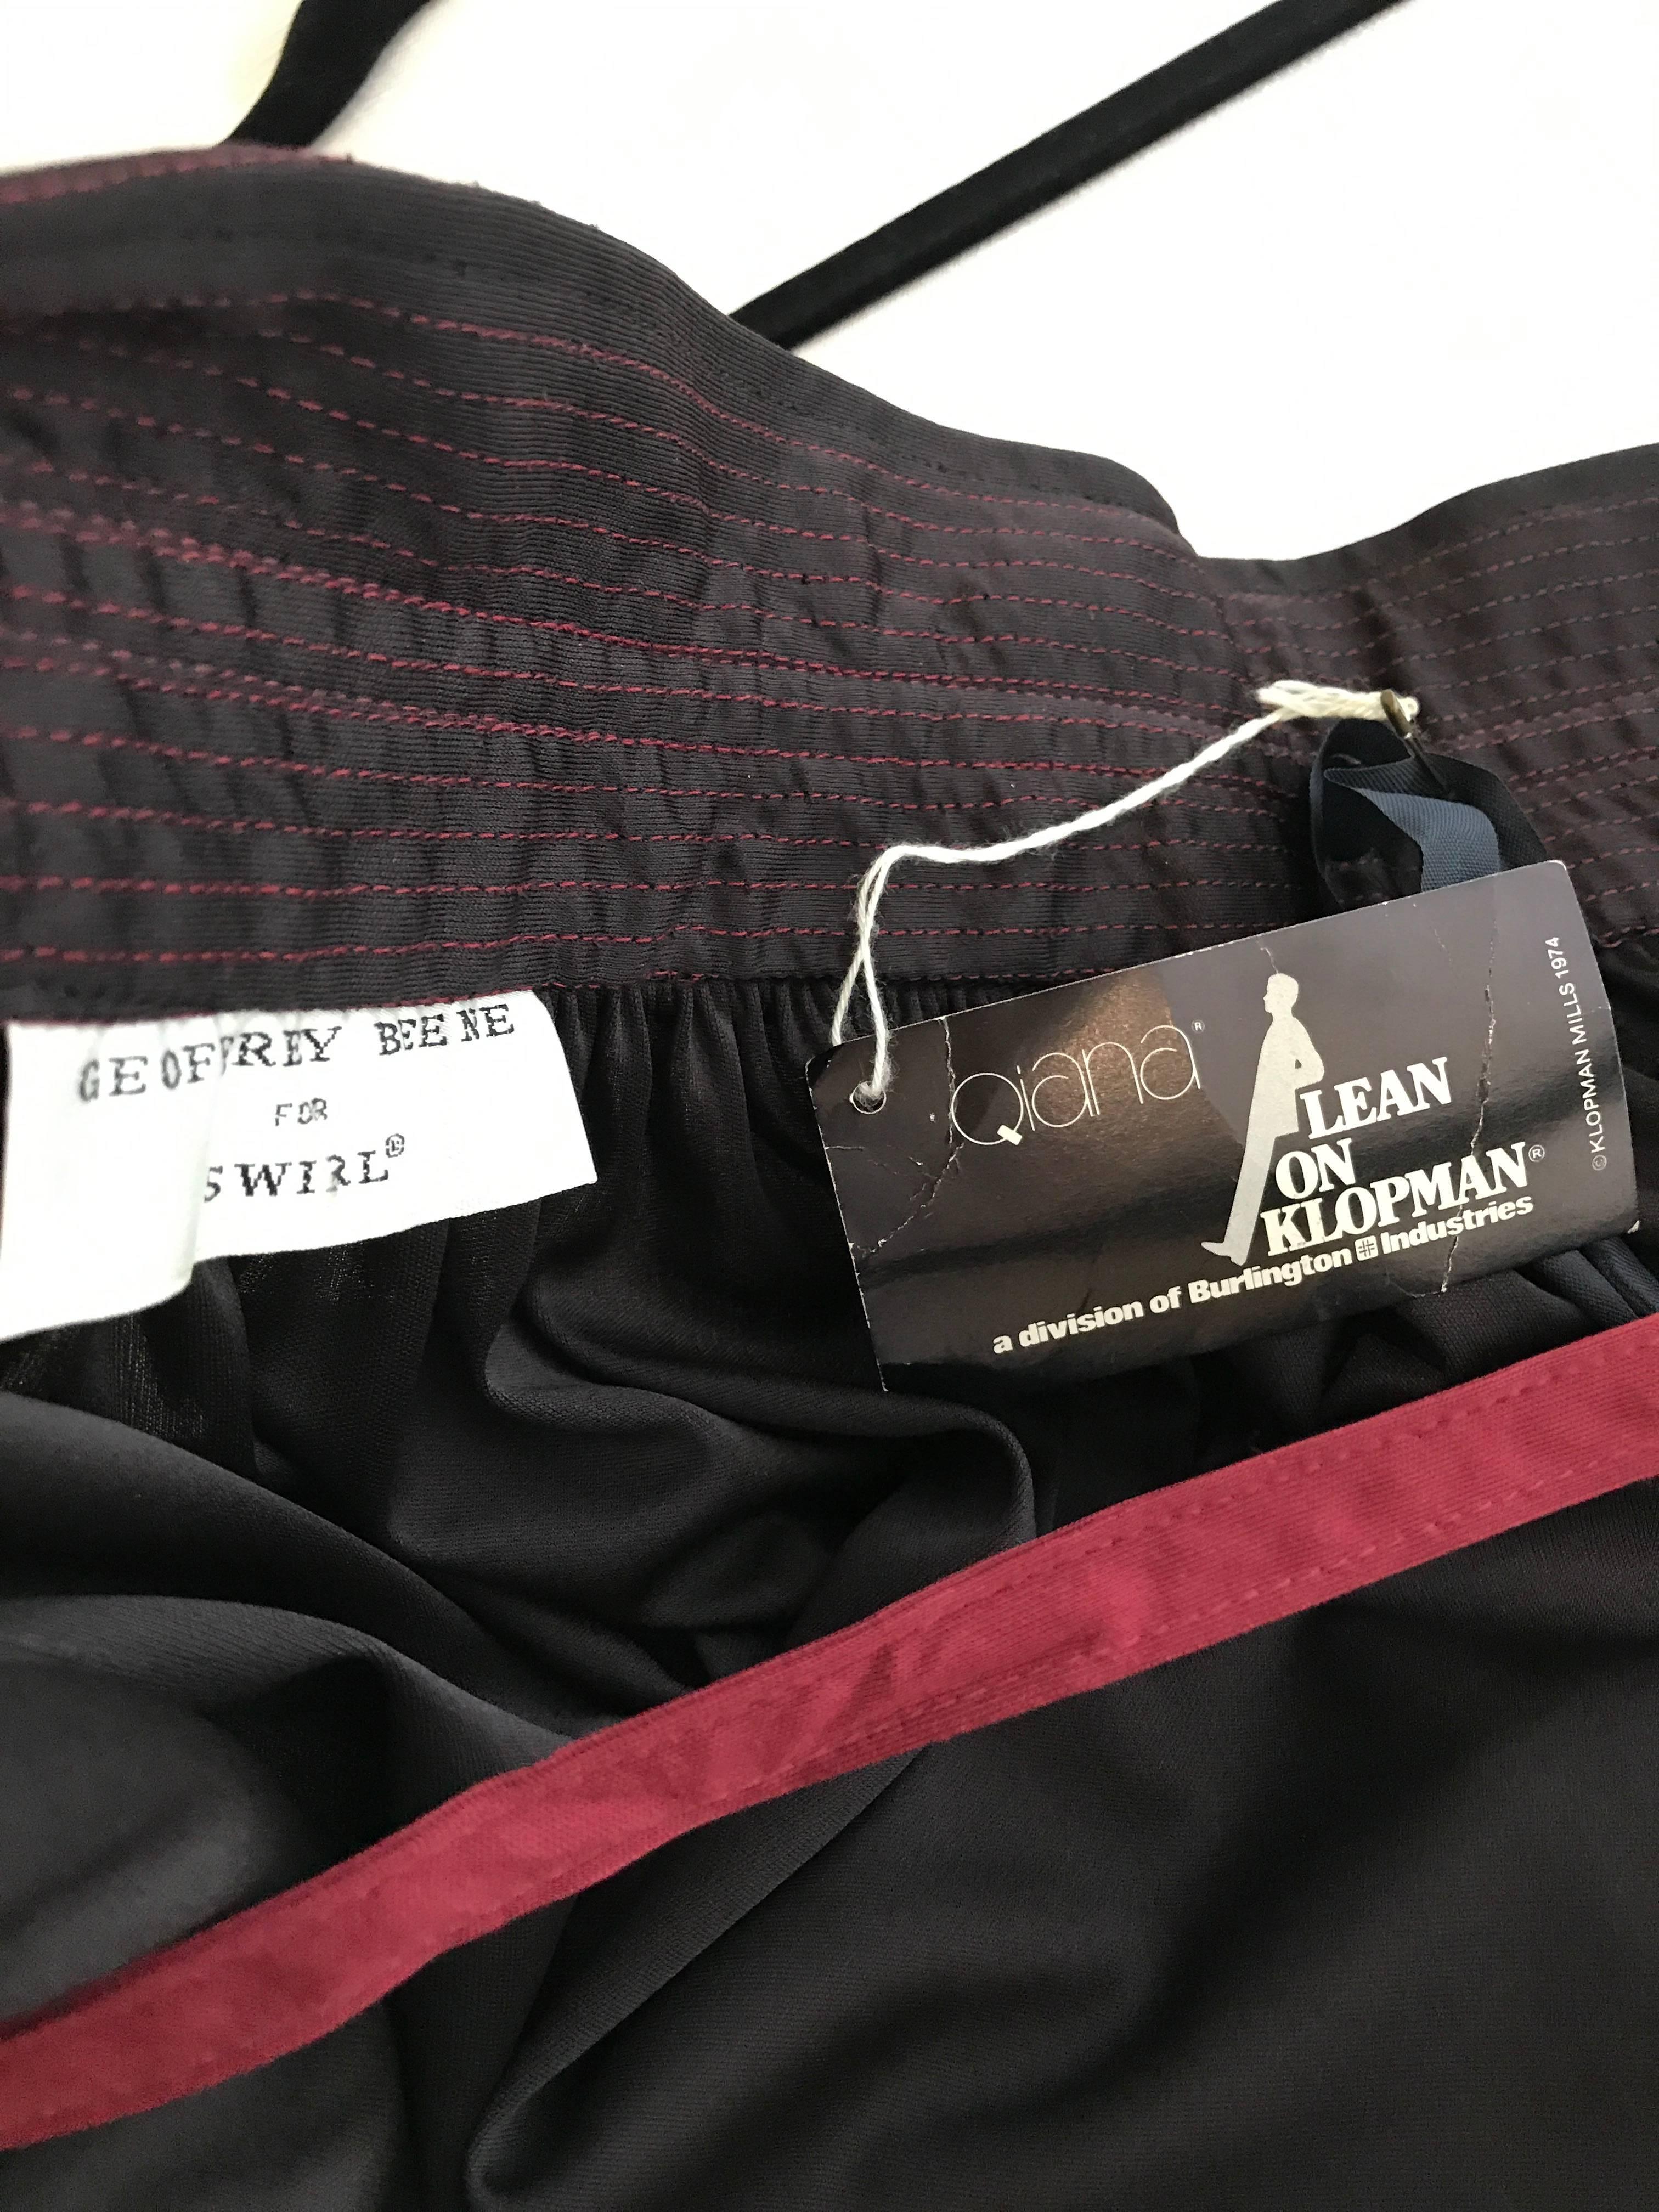 GEOFFREY BEENE
FOR
SWIRL®
Qiana®
LEAN
ON
KLOPMAN®
a division of Burlington Industries
© KLOPMAN MILLS 1974